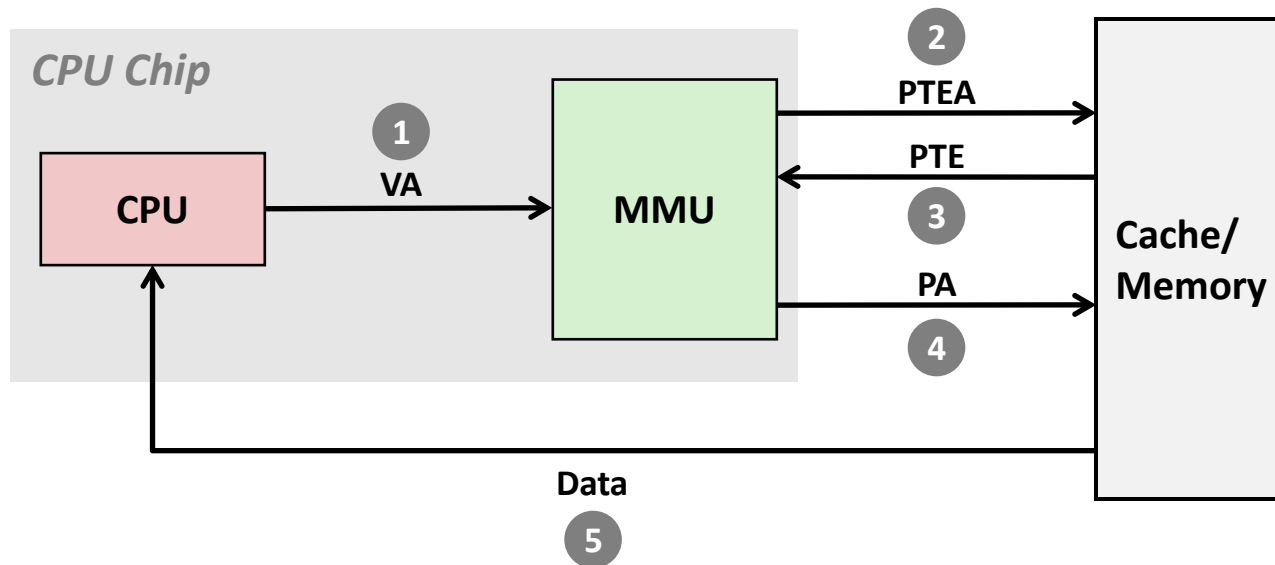 CPU Chip
2
PTEA
1
VA
PTE
CPU
MMU
3
Cache/
Memory
PA
4
Data
5